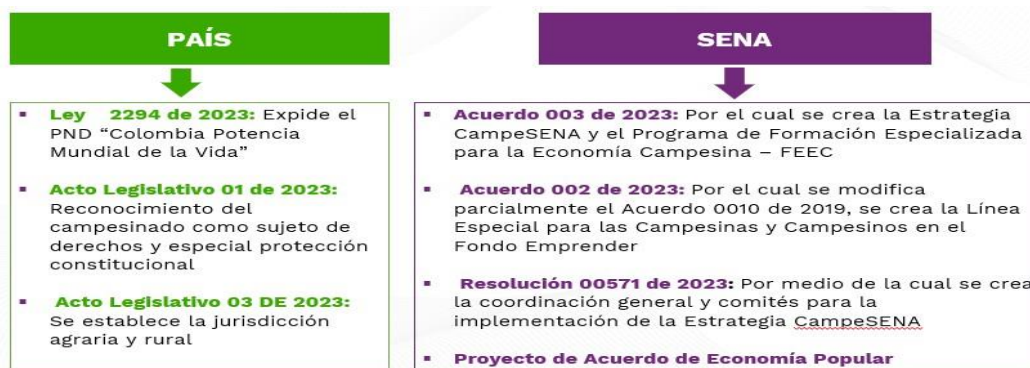 PAÍS
Ley 2294 de 2023: Expide el
PND “Colombia Potencia
Mundial de la Vida”
Acto Legislativo 01 de 2023:
Reconocimiento del
campesinado como sujeto de
derechos y especial protección
constitucional
Acto Legislativo 03 DE 2023:
Se establece la jurisdicción
agraria y rural
SENA
Acuerdo 003 de 2023: Por el cual se crea la Estrategia
CampeSENA y el Programa de Formación Especializada
para la Economía Campesina – FEEC
Acuerdo 002 de 2023: Por el cual se modifica
parcialmente el Acuerdo 0010 de 2019, se crea la Línea
Especial para las Campesinas y Campesinos en el
Fondo Emprender
Resolución 00571 de 2023: Por medio de la cual se crea
la coordinación general y comités para la
implementación de la Estrategia CampeSENA
Proyecto de Acuerdo de Economía Popular